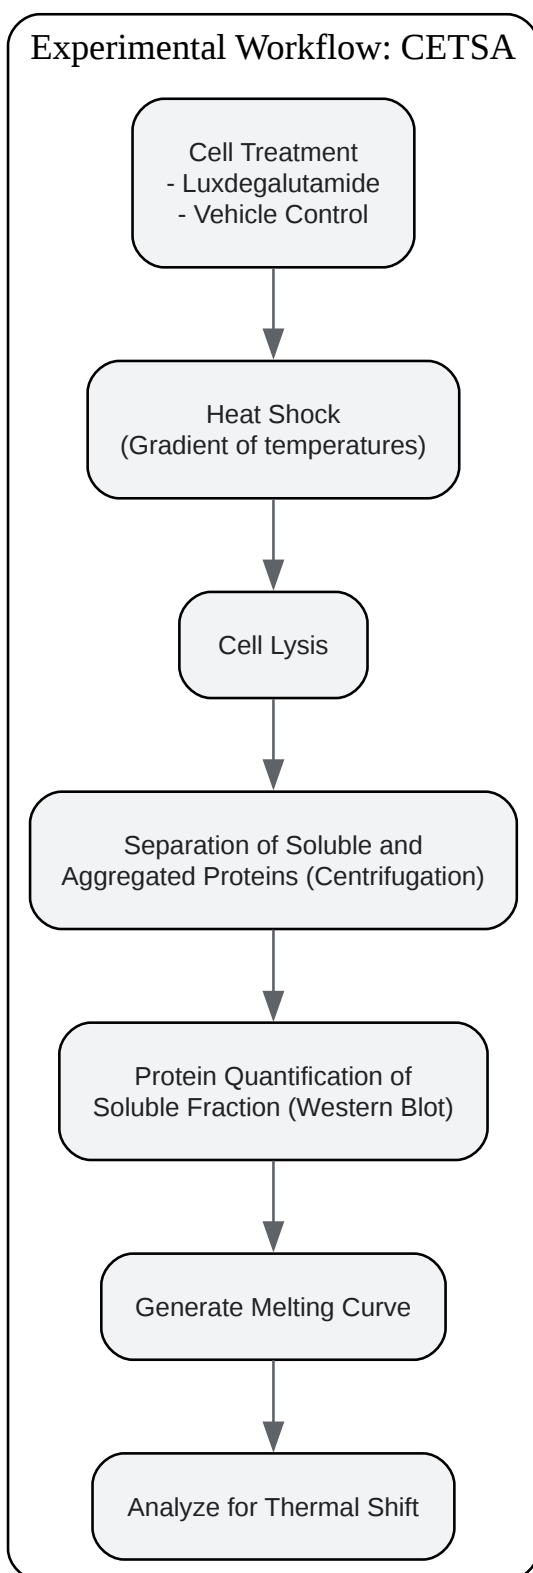 Experimental Workflow: CETSA
Cell Treatment
- Luxdegalutamide
- Vehicle Control
Heat Shock
(Gradient of temperatures)
Cell Lysis
Separation of Soluble and
Aggregated Proteins (Centrifugation)
Protein Quantification of
Soluble Fraction (Western Blot)
Generate Melting Curve
Analyze for Thermal Shift